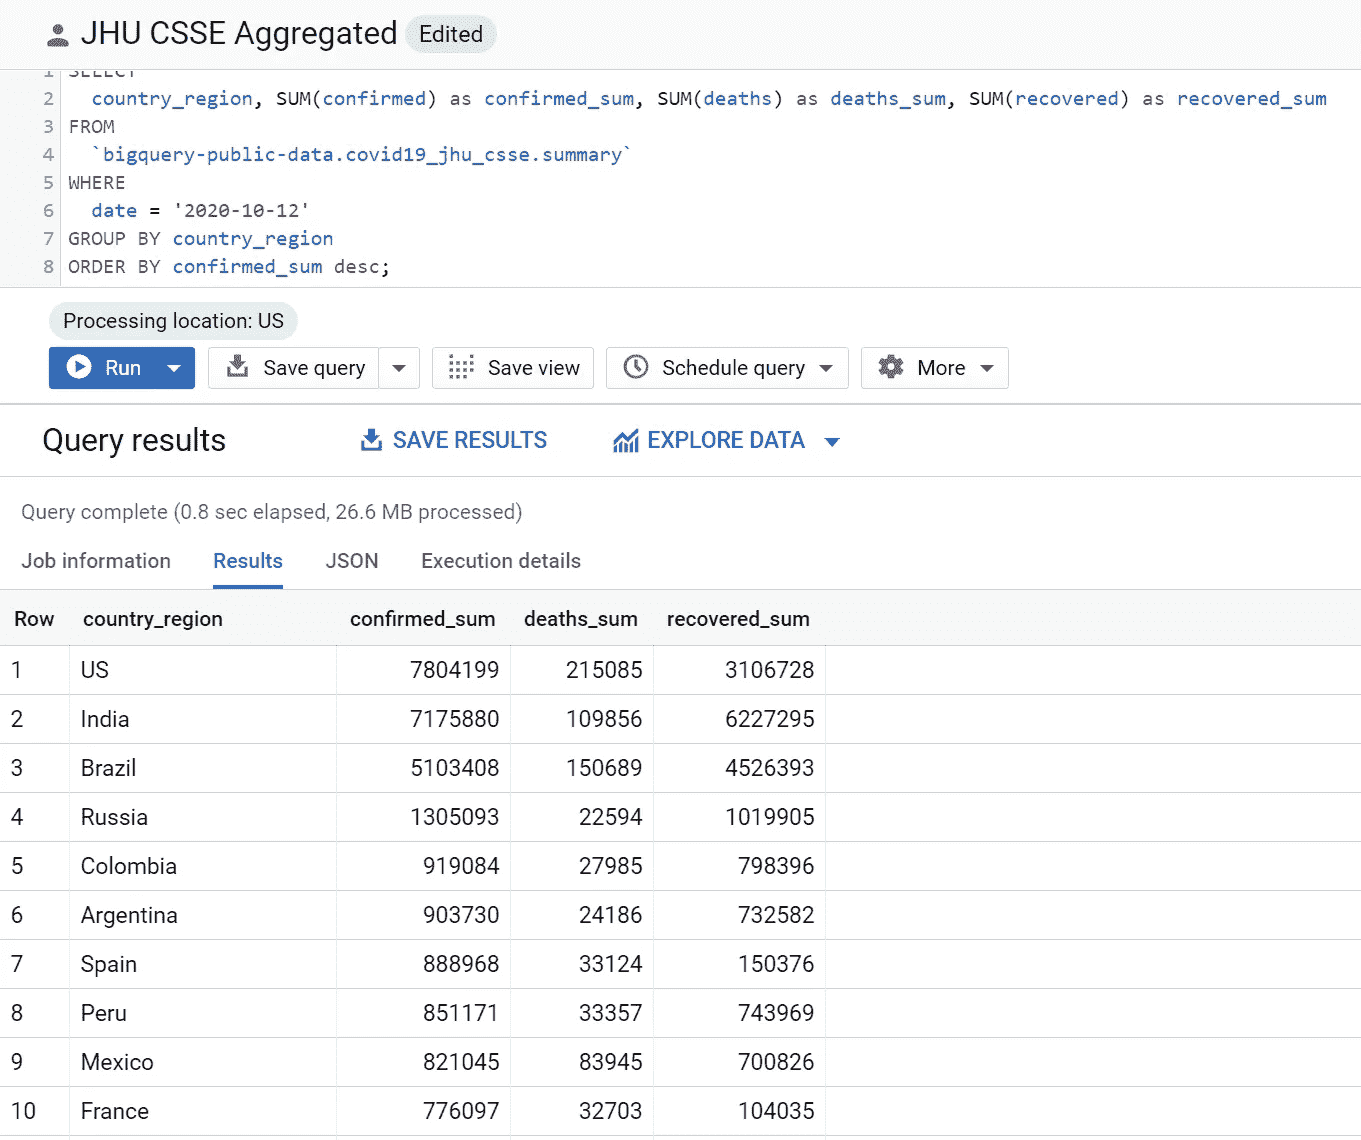 JHU CSSE Aggregated Edited
1 SELECT
2 country_region, SUM(confirmed) as confirmed_sum, SUM(deaths) as deaths_sum, SUM(recovered) as recovered_sum
3 FROM
4 `bigquery-public-data.covid19_jhu_csse.summary`
5 WHERE
6 date = '2020-10-12'
7 GROUP BY country_region
8 ORDER BY confirmed_sum desc;
Processing location: US
Run Save query Save view Schedule query More
Query results SAVE RESULTS EXPLORE DATA
Query complete (0.8 sec elapsed, 26.6 MB processed)
Job information Results JSON Execution details
Row country_region confirmed_sum deaths_sum recovered_sum
1 US 7804199 215085 3106728
2 India 7175880 109856 6227295
3 Brazil 5103408 150689 4526393
4 Russia 1305093 22594 1019905
5 Colombia 919084 27985 798396
6 Argentina 903730 24186 732582
7 Spain 888968 33124 150376
8 Peru 851171 33357 743969
9 Mexico 821045 83945 700826
10 France 776097 32703 104035